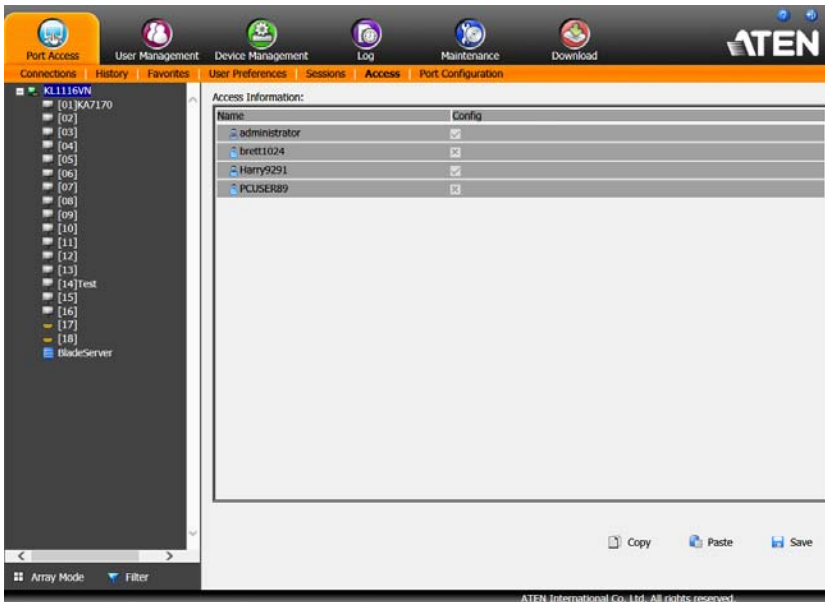 ATEN
Port Access User Management Device Management Log Maintenance Download
Connections History Favorites User Preferences Sessions Access Port Configuration
KL1116VN
[01]KA7170
[02]
[03]
[04]
[05]
[06]
[07]
[08]
[09]
[10]
[11]
[12]
[13]
[14]Test
[15]
[16]
[17]
[18]
BladeServer
Array Mode Filter
Access Information:
Name Config
administrator
brett1024
Harry9291
PCUSER89
Copy Paste Save
ATEN International Co. Ltd. All rights reserved.